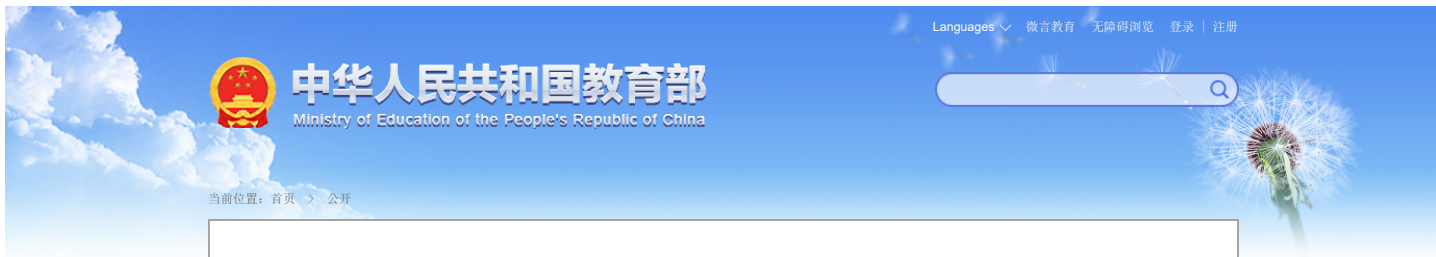 Languages 微言教育 无障碍浏览 登录 | 注册
中华人民共和国教育部
Ministry of Education of the People's Republic of China
当前位置：首页 > 公开